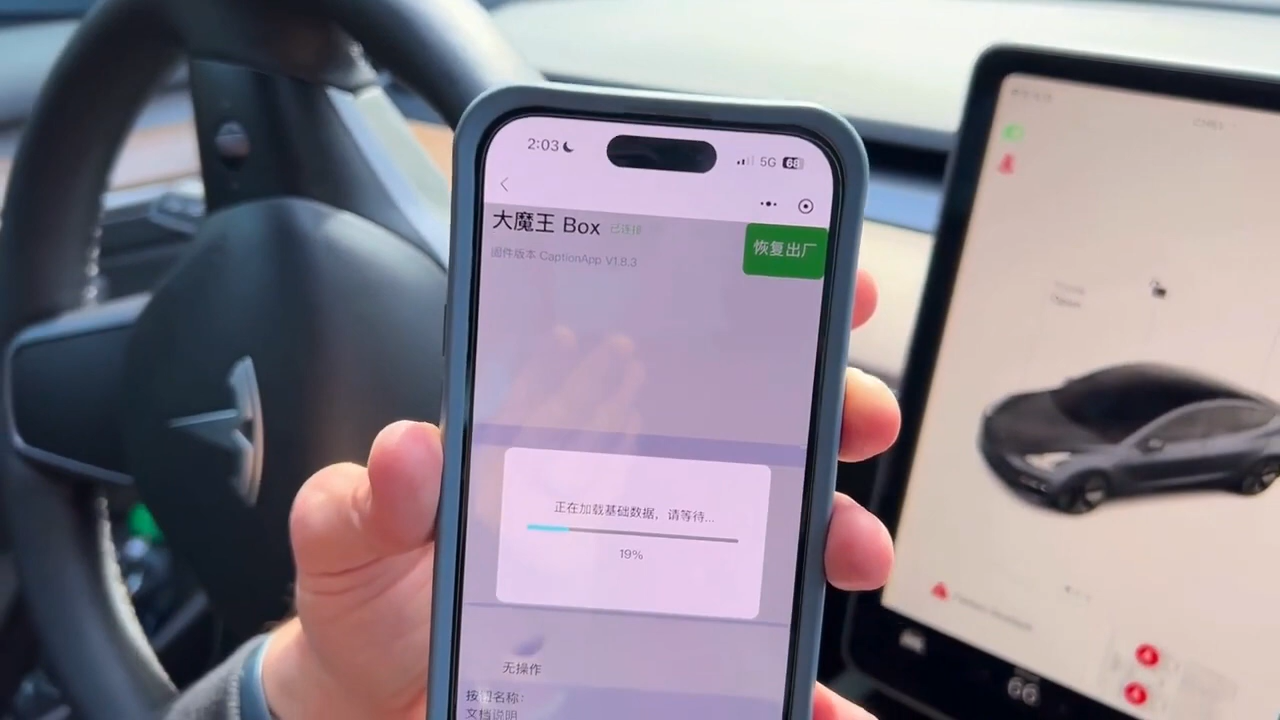 2:03
5G 68
大魔王 Box 已连接
恢复出厂
固件版本 CaptionApp V1.8.3
正在加载基础数据，请等待...
19%
无操作
按钮名称：
文档说明
66